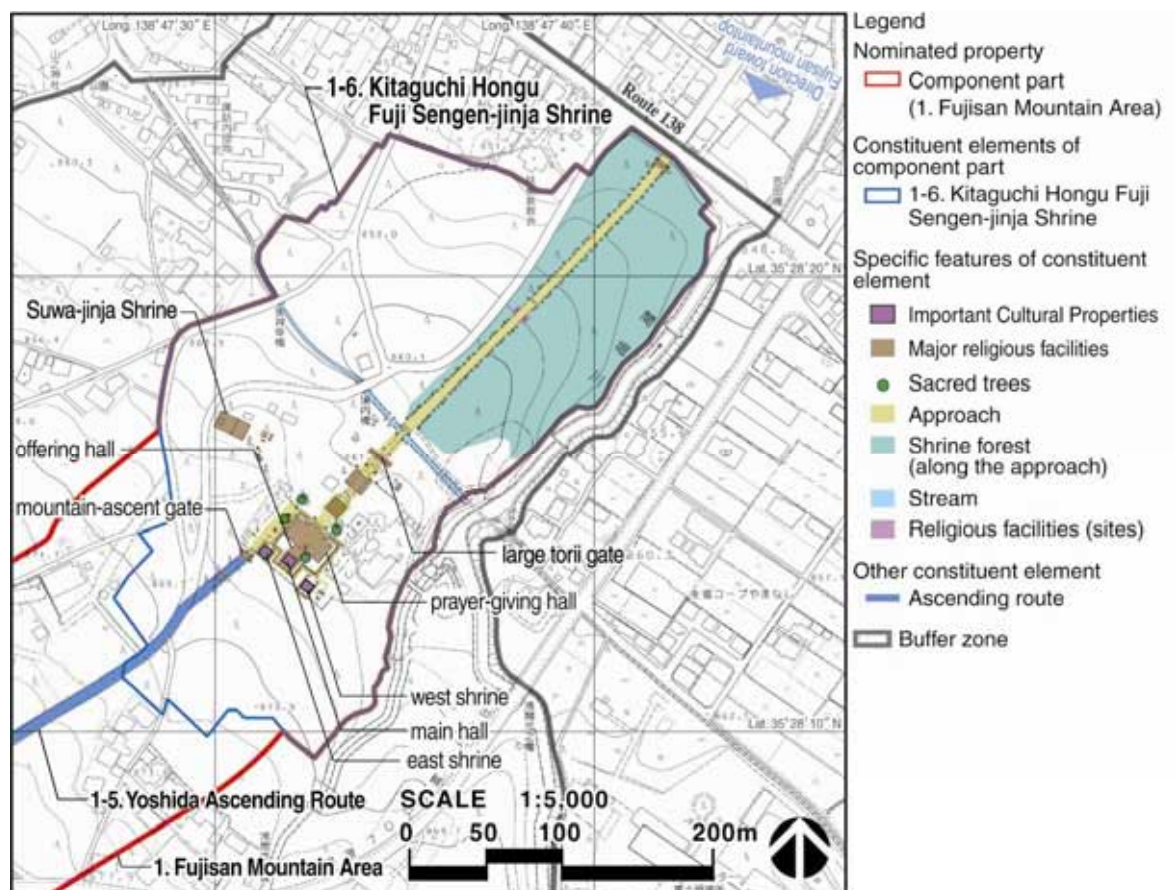 Long. 138°47′30″E
Long. 138°47′40″E
1-6. Kitaguchi Hongu
Fuji Sengen-jinja Shrine
Route 138
Direction toward
Fujisan mountaintop
Lat. 35°28′20″N
Suwa-jinja Shrine
offering hall
mountain-ascent gate
large torii gate
prayer-giving hall
west shrine
main hall
east shrine
Lat. 35°28′10″N
1-5. Yoshida Ascending Route
1. Fujisan Mountain Area
SCALE 1:5,000
0 50 100 200m
Legend
Nominated property
Component part
(1. Fujisan Mountain Area)
Constituent elements of
component part
1-6. Kitaguchi Hongu Fuji
Sengen-jinja Shrine
Specific features of constituent
element
Important Cultural Properties
Major religious facilities
Sacred trees
Approach
Shrine forest
(along the approach)
Stream
Religious facilities (sites)
Other constituent element
Ascending route
Buffer zone